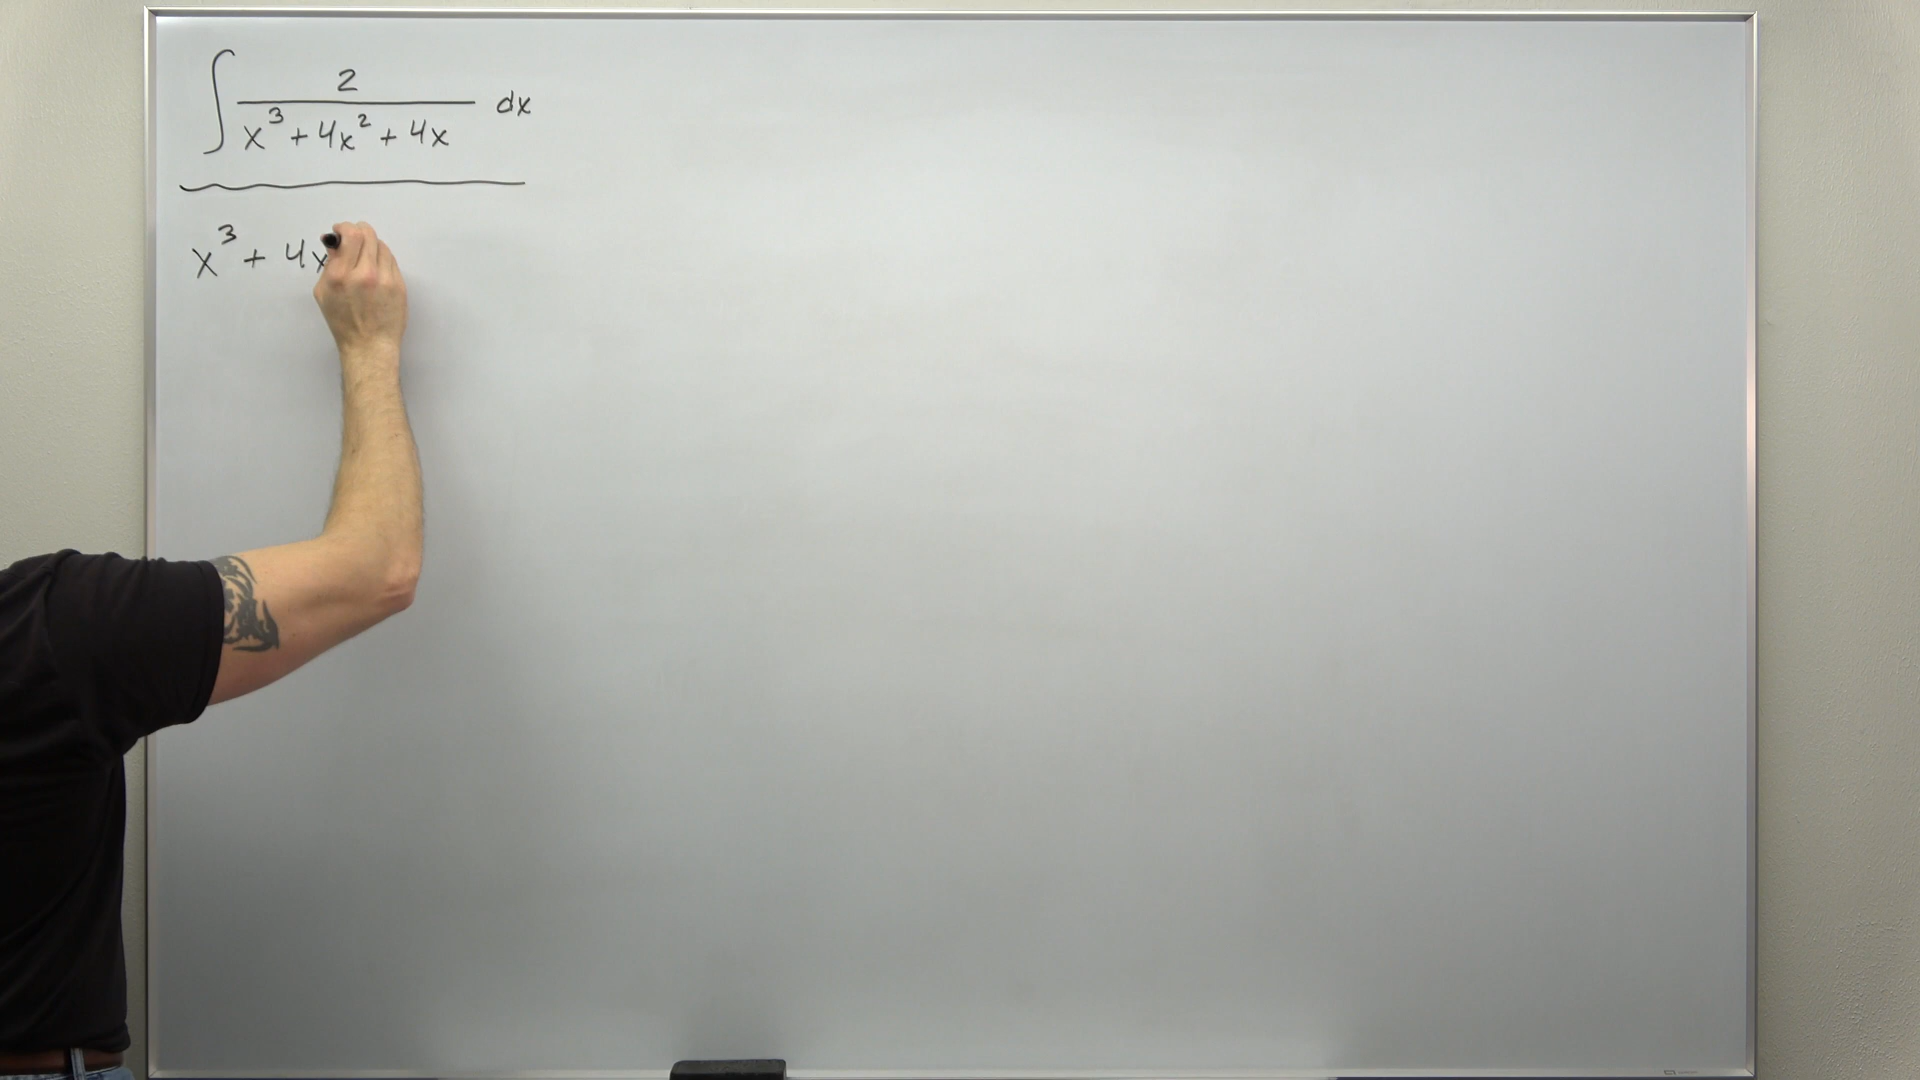 ∫ 2 / (x³ + 4x² + 4x) dx
x³ + 4x